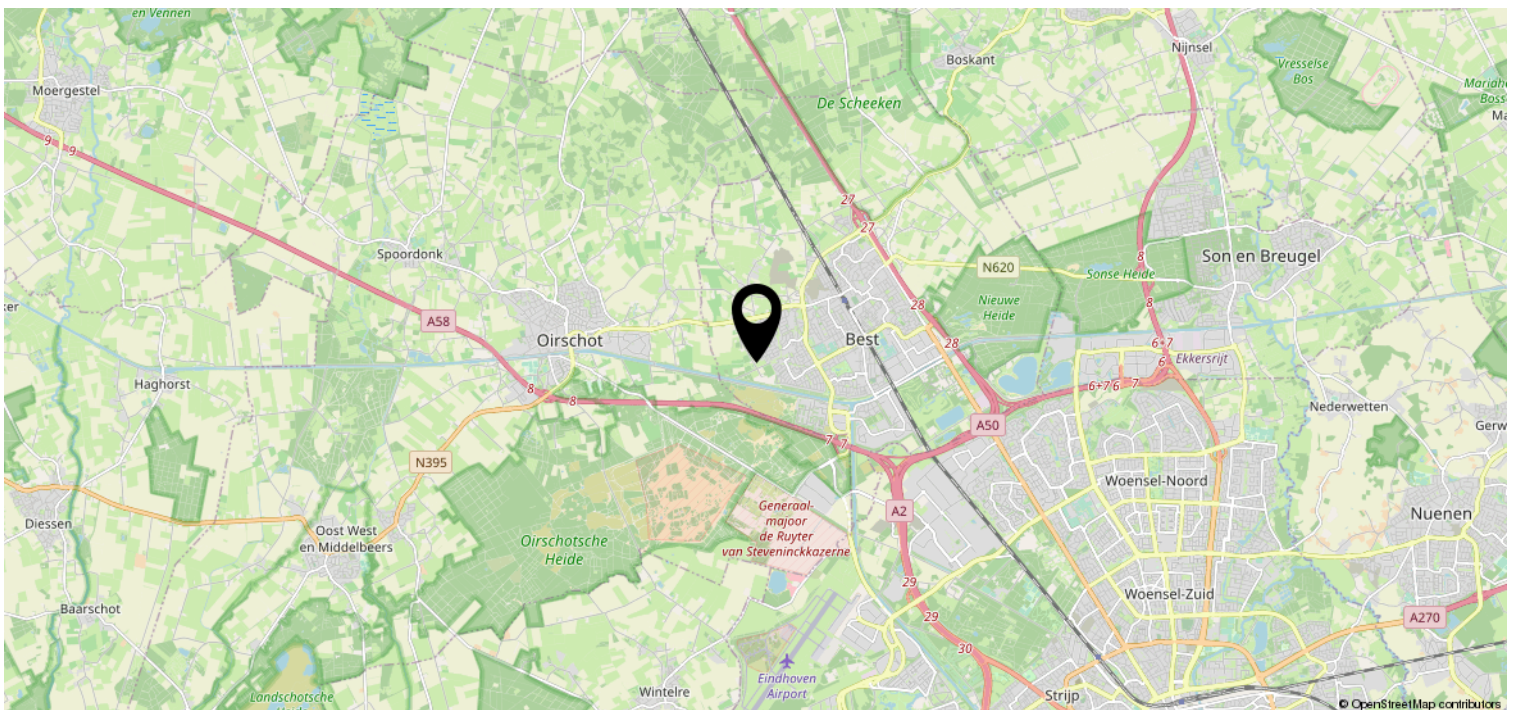 en Vennen
Nijnsel
Boskant
Vresselse
Bos
Moergestel
De Scheeken
9
9
27
27
Spoordonk
Son en Breugel
8
N620
Sonse Heide
Nieuwe
Heide
28
8
A58
Oirschot
Best
28
6+7
Ekkersrijt
6
Haghorst
8
8
6+7
6
7
Nederwetten
A50
7
7
N395
Woensel-Noord
Generaal-
majoor
de Ruyter
van Steveninckkazerne
A2
Nuenen
Diessen
Oost West
en Middelbeers
Oirschotsche
Heide
29
Woensel-Zuid
Baarschot
29
A270
30
Eindhoven
Airport
Wintelre
Strijp
Landschotsche
© OpenStreetMap contributors